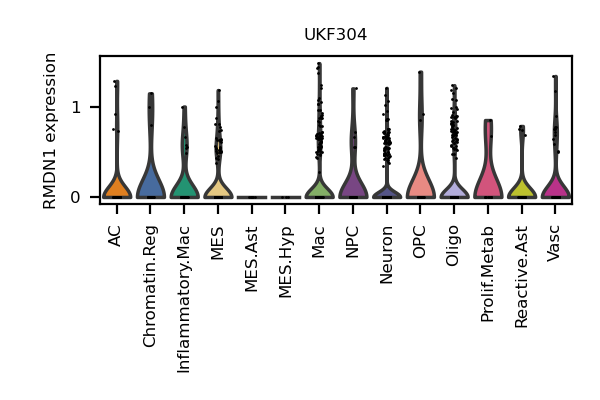 UKF304
RMDN1 expression
1
0
AC
Chromatin.Reg
Inflammatory.Mac
MES
MES.Ast
MES.Hyp
Mac
NPC
Neuron
OPC
Oligo
Prolif.Metab
Reactive.Ast
Vasc